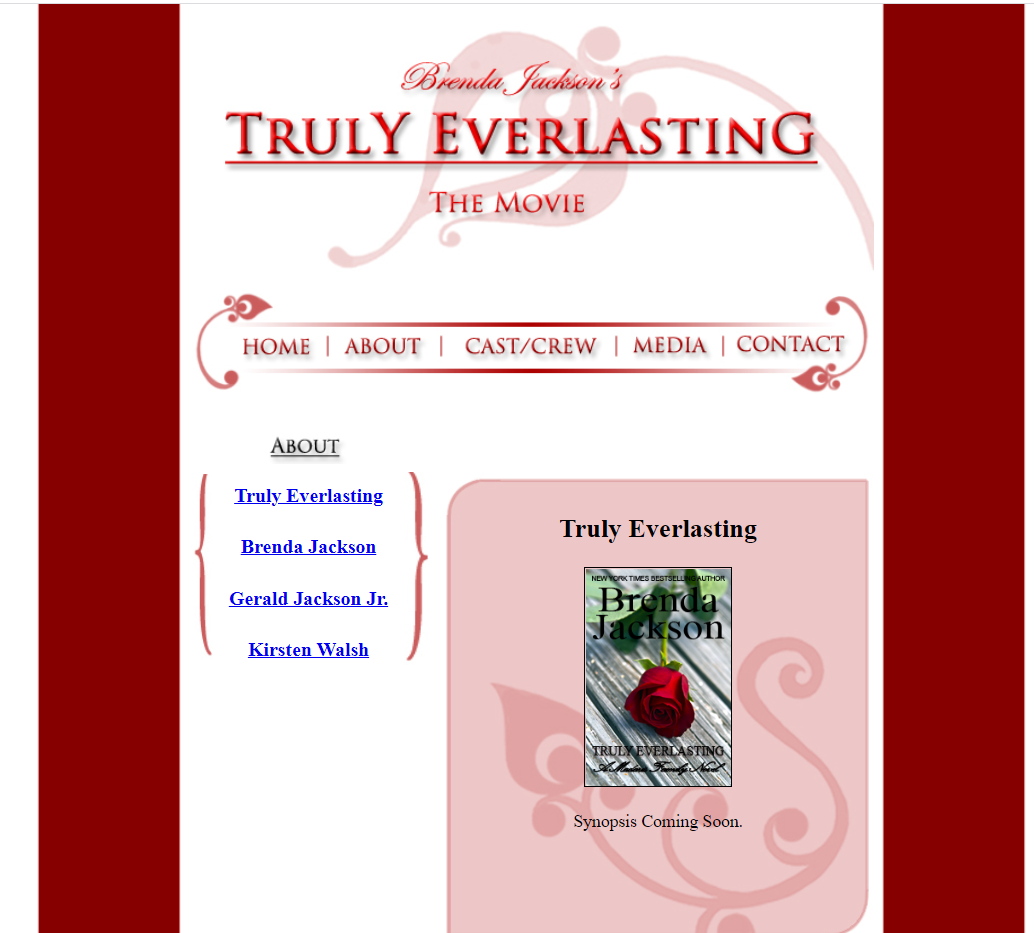 Brenda Jackson's
TRULY EVERLASTING
THE MOVIE
HOME | ABOUT | CAST/CREW | MEDIA | CONTACT
ABOUT
Truly Everlasting
Brenda Jackson
Gerald Jackson Jr.
Kirsten Walsh
Truly Everlasting
NEW YORK TIMES BESTSELLING AUTHOR
Brenda
Jackson
TRULY EVERLASTING
A Madaris Family Novel
Synopsis Coming Soon.